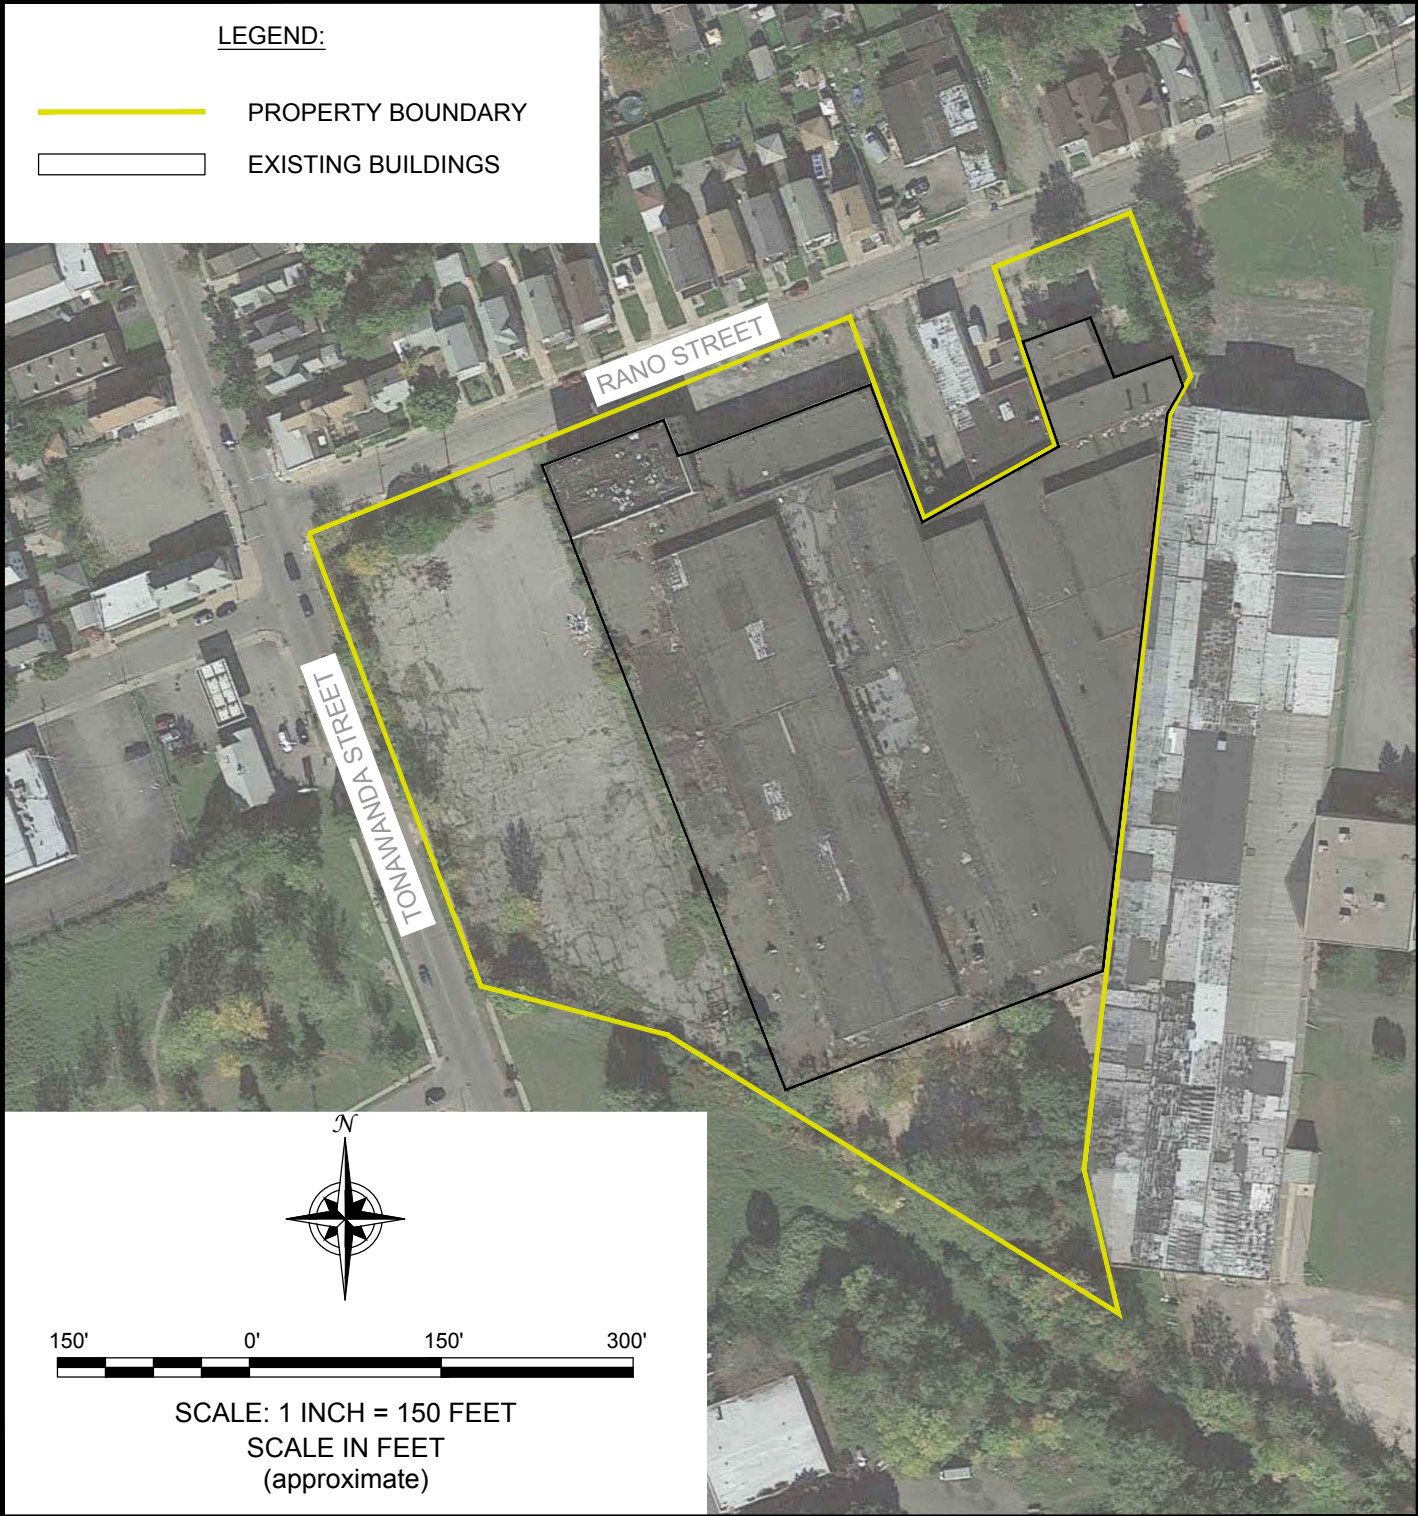 LEGEND:
PROPERTY BOUNDARY
EXISTING BUILDINGS
RANO STREET
TONAWANDA STREET
N
150' 0' 150' 300'
SCALE: 1 INCH = 150 FEET
SCALE IN FEET
(approximate)